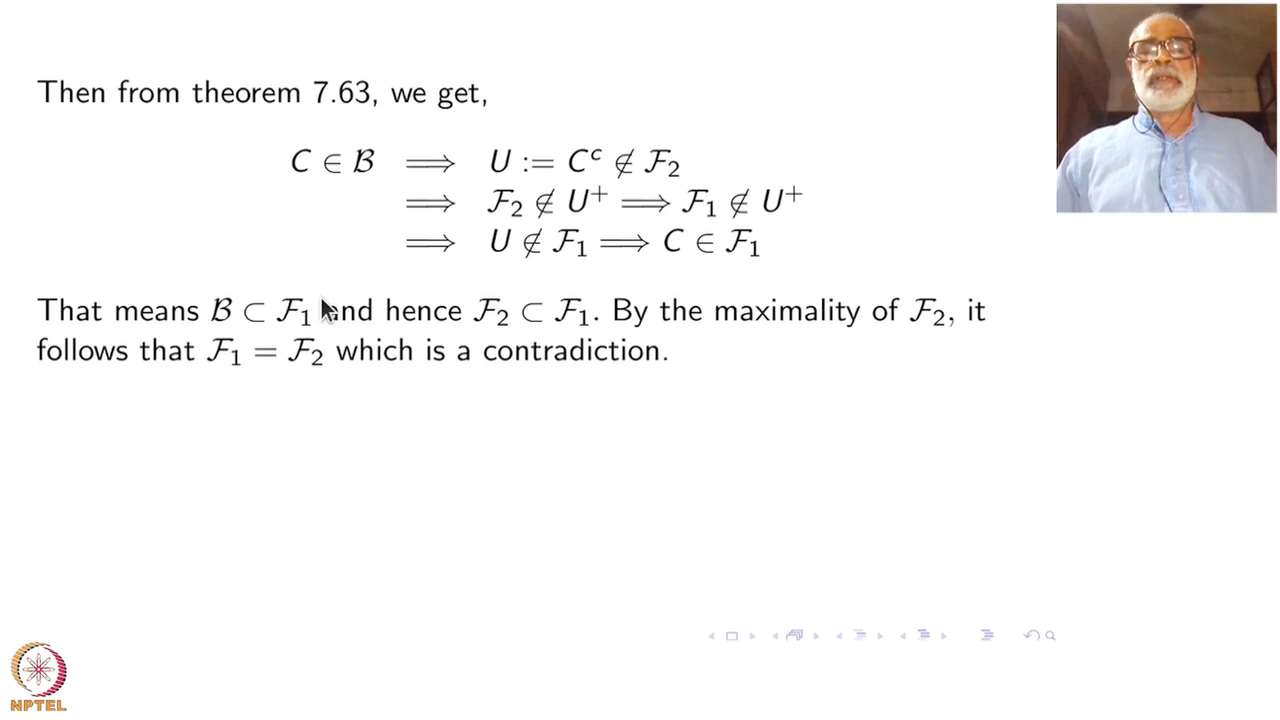 Then from theorem 7.63, we get,
C ∈ ℬ ⟹ U := Cᶜ ∉ ℱ₂
⟹ ℱ₂ ∉ U⁺ ⟹ ℱ₁ ∉ U⁺
⟹ U ∉ ℱ₁ ⟹ C ∈ ℱ₁
That means ℬ ⊂ ℱ₁ and hence ℱ₂ ⊂ ℱ₁. By the maximality of ℱ₂, it
follows that ℱ₁ = ℱ₂ which is a contradiction.
NPTEL